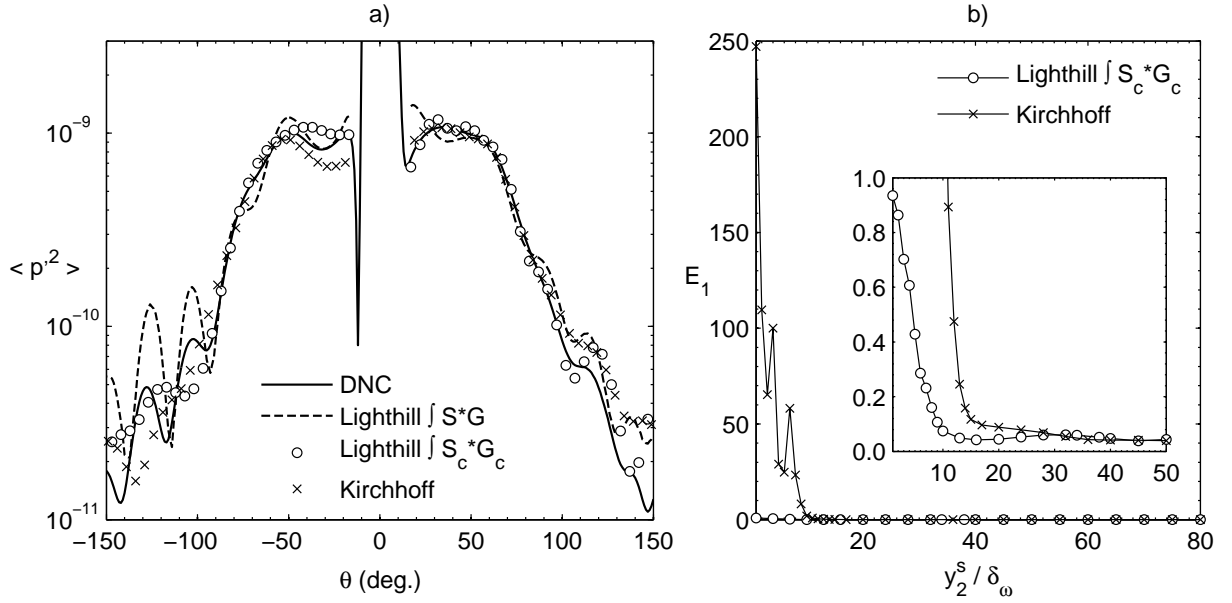 a)
10⁻⁹
< p'² >
10⁻¹⁰
10⁻¹¹
DNC
Lighthill ∫ S*G
Lighthill ∫ S_c*G_c
Kirchhoff
−150 −100 −50 0 50 100 150
θ (deg.)
b)
250
200
150
E₁
100
50
0
Lighthill ∫ S_c*G_c
Kirchhoff
1.0
0.8
0.6
0.4
0.2
0.0
10 20 30 40 50
20 40 60 80
y₂ˢ / δ_ω